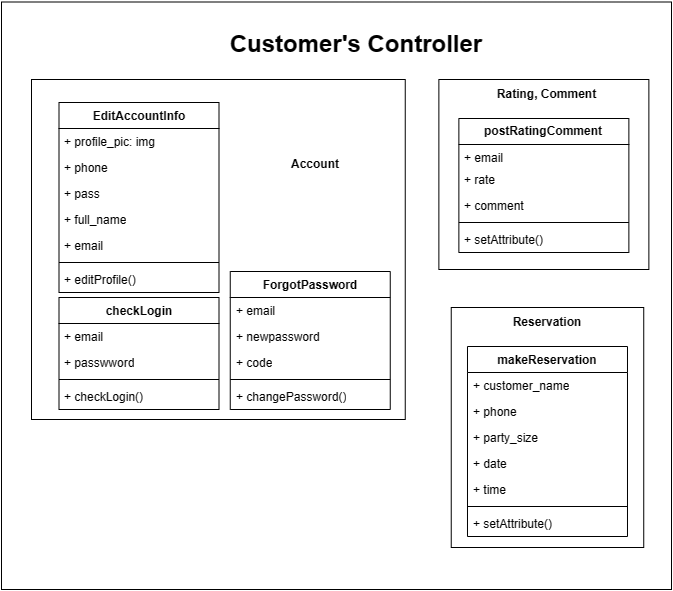 Customer's Controller
Account
EditAccountInfo
+ profile_pic: img
+ phone
+ pass
+ full_name
+ email
+ editProfile()
checkLogin
+ email
+ passwword
+ checkLogin()
ForgotPassword
+ email
+ newpassword
+ code
+ changePassword()
Rating, Comment
postRatingComment
+ email
+ rate
+ comment
+ setAttribute()
Reservation
makeReservation
+ customer_name
+ phone
+ party_size
+ date
+ time
+ setAttribute()